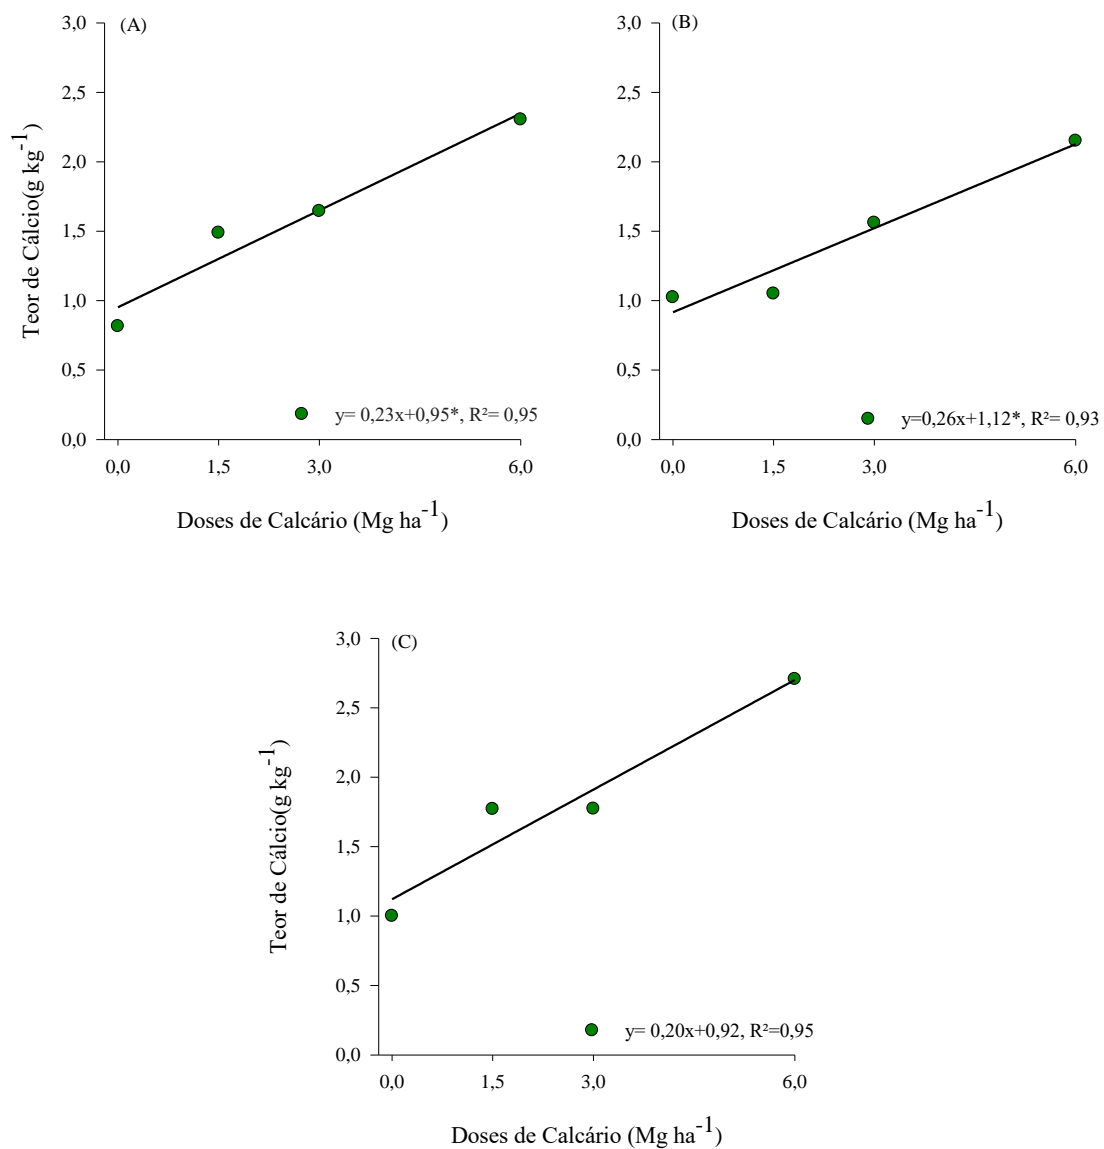 (A)
3,0
2,5
2,0
1,5
1,0
0,5
0,0
Teor de Cálcio(g kg-1)
y= 0,23x+0,95*, R²= 0,95
0,0 1,5 3,0 6,0
Doses de Calcário (Mg ha-1)
(B)
3,0
2,5
2,0
1,5
1,0
0,5
0,0
y=0,26x+1,12*, R²= 0,93
0,0 1,5 3,0 6,0
Doses de Calcário (Mg ha-1)
(C)
3,0
2,5
2,0
1,5
1,0
0,5
0,0
Teor de Cálcio(g kg-1)
y= 0,20x+0,92, R²=0,95
0,0 1,5 3,0 6,0
Doses de Calcário (Mg ha-1)